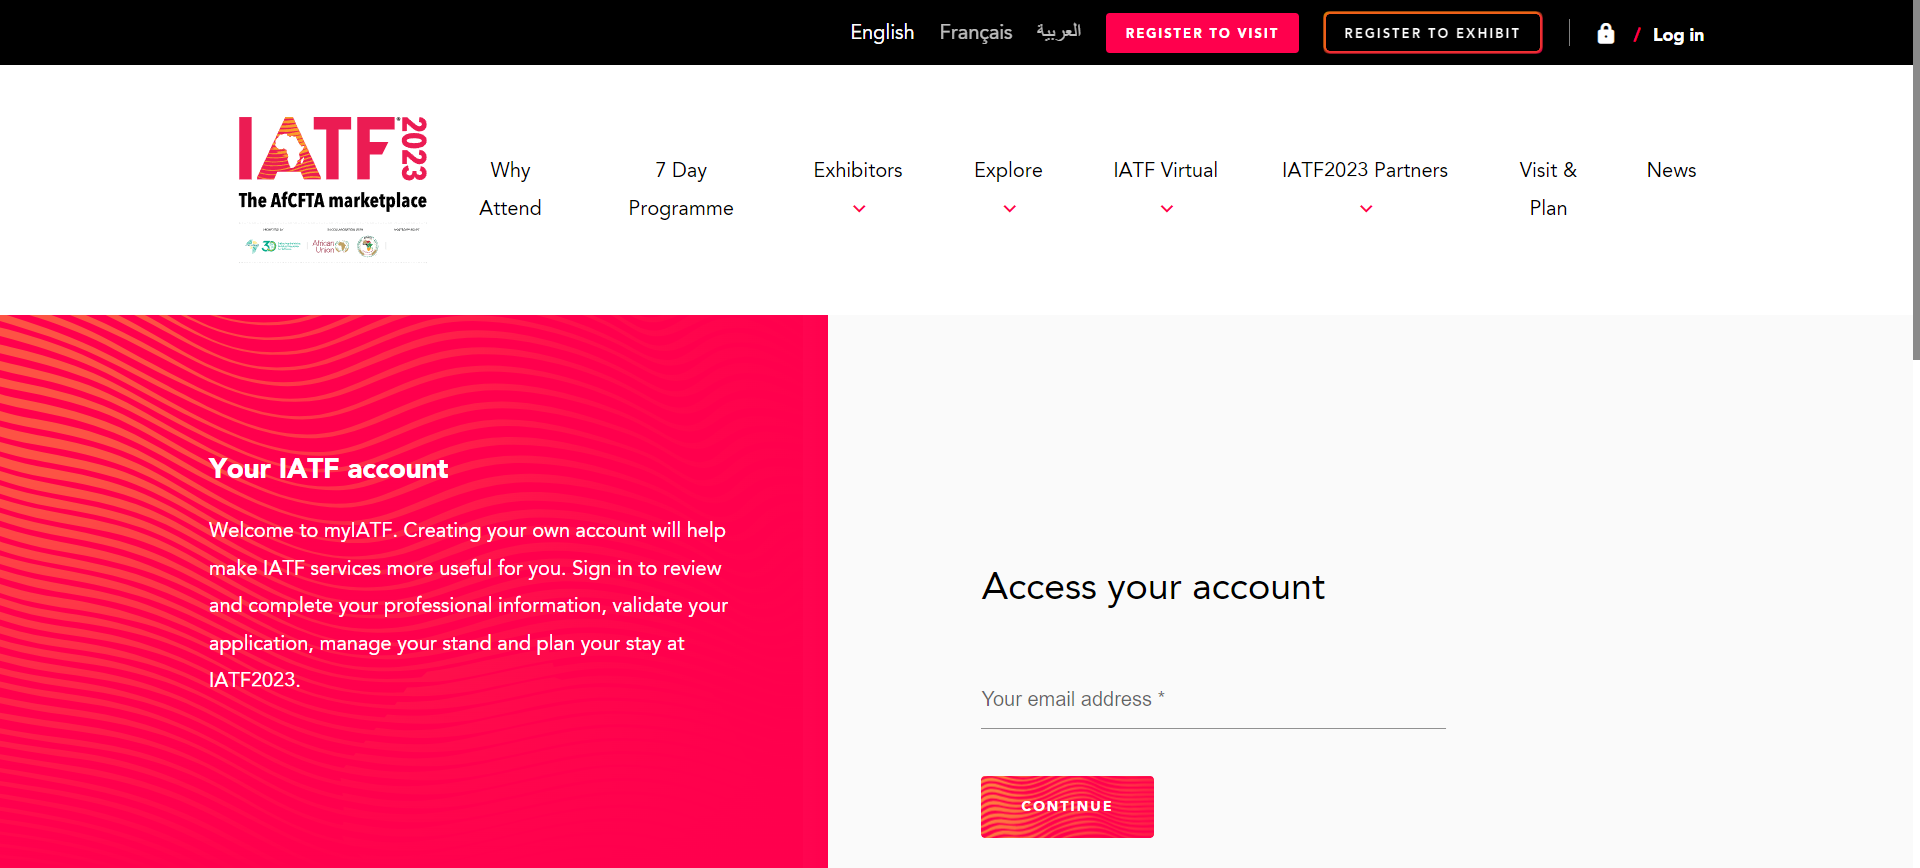 English Français العربية REGISTER TO VISIT REGISTER TO EXHIBIT / Log in
IATF 2023
The AfCFTA marketplace
African
Union
Why
Attend
7 Day
Programme
Exhibitors
Explore
IATF Virtual
IATF2023 Partners
Visit &
Plan
News
Your IATF account
Welcome to myIATF. Creating your own account will help
make IATF services more useful for you. Sign in to review
and complete your professional information, validate your
application, manage your stand and plan your stay at
IATF2023.
Access your account
Your email address *
CONTINUE